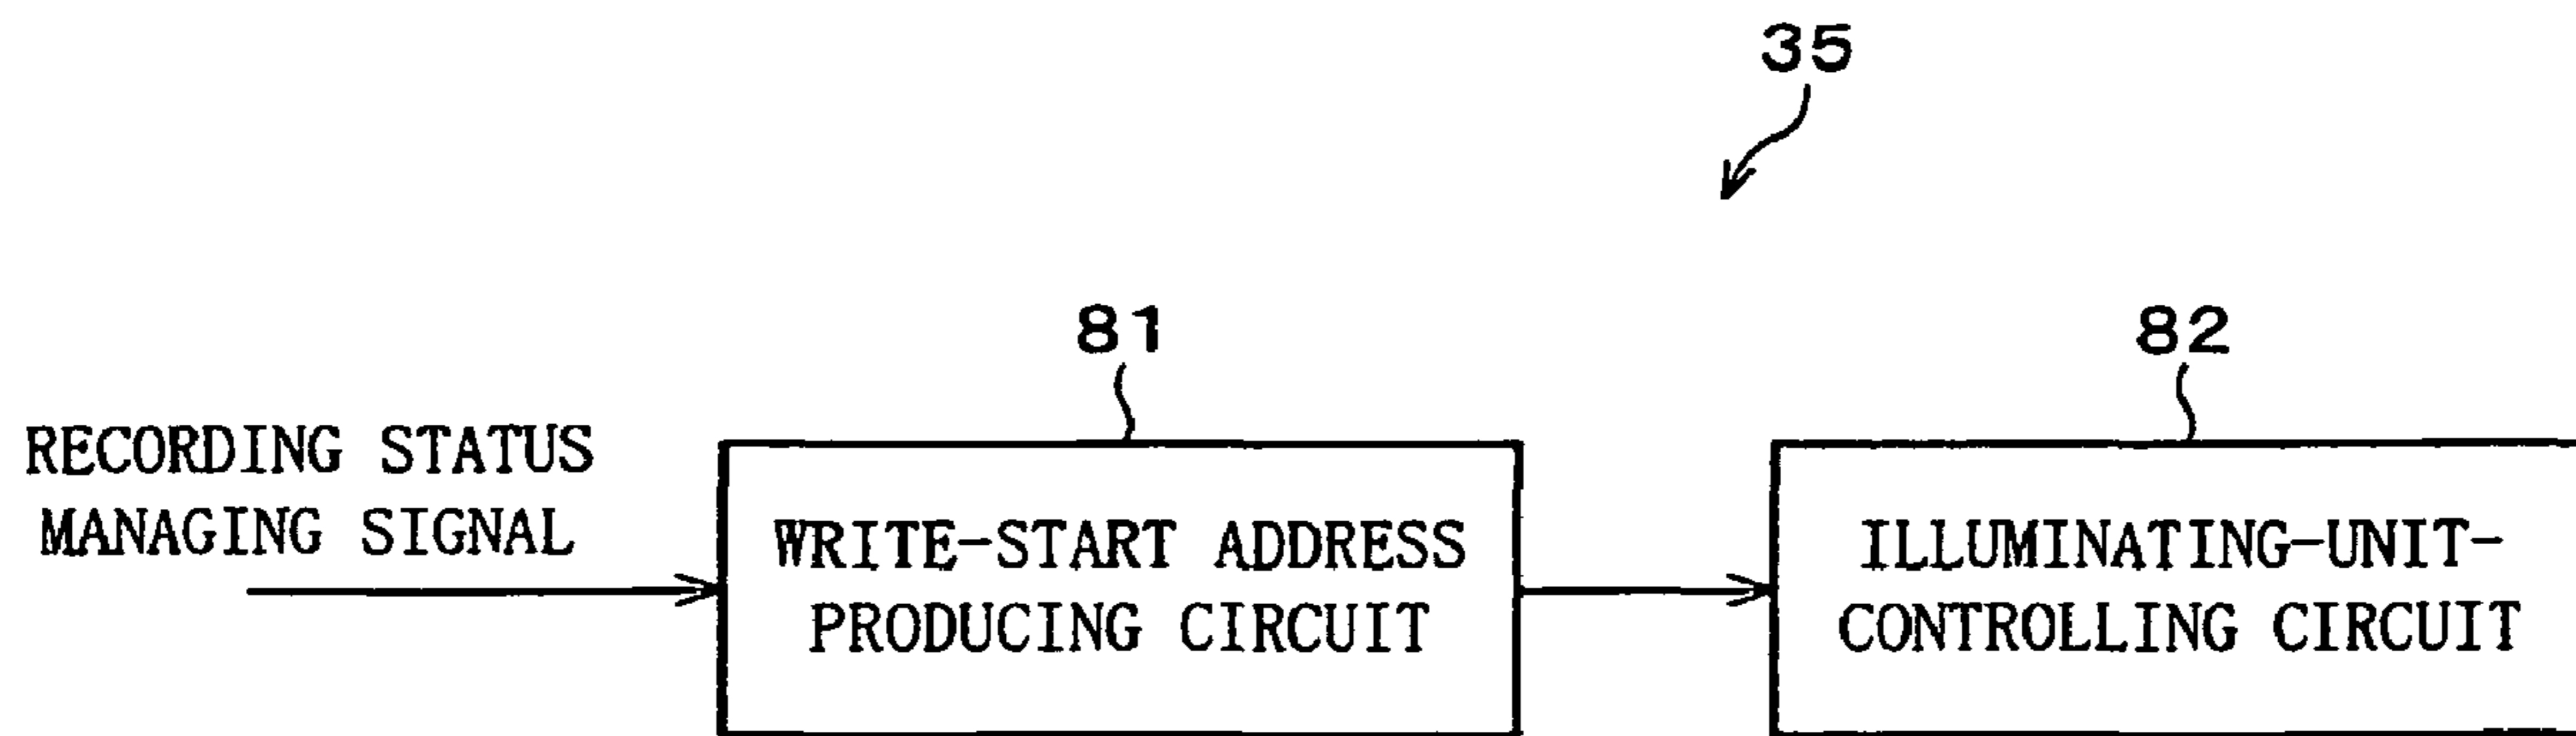 35
81
82
RECORDING STATUS
MANAGING SIGNAL
WRITE-START ADDRESS
PRODUCING CIRCUIT
ILLUMINATING-UNIT-
CONTROLLING CIRCUIT